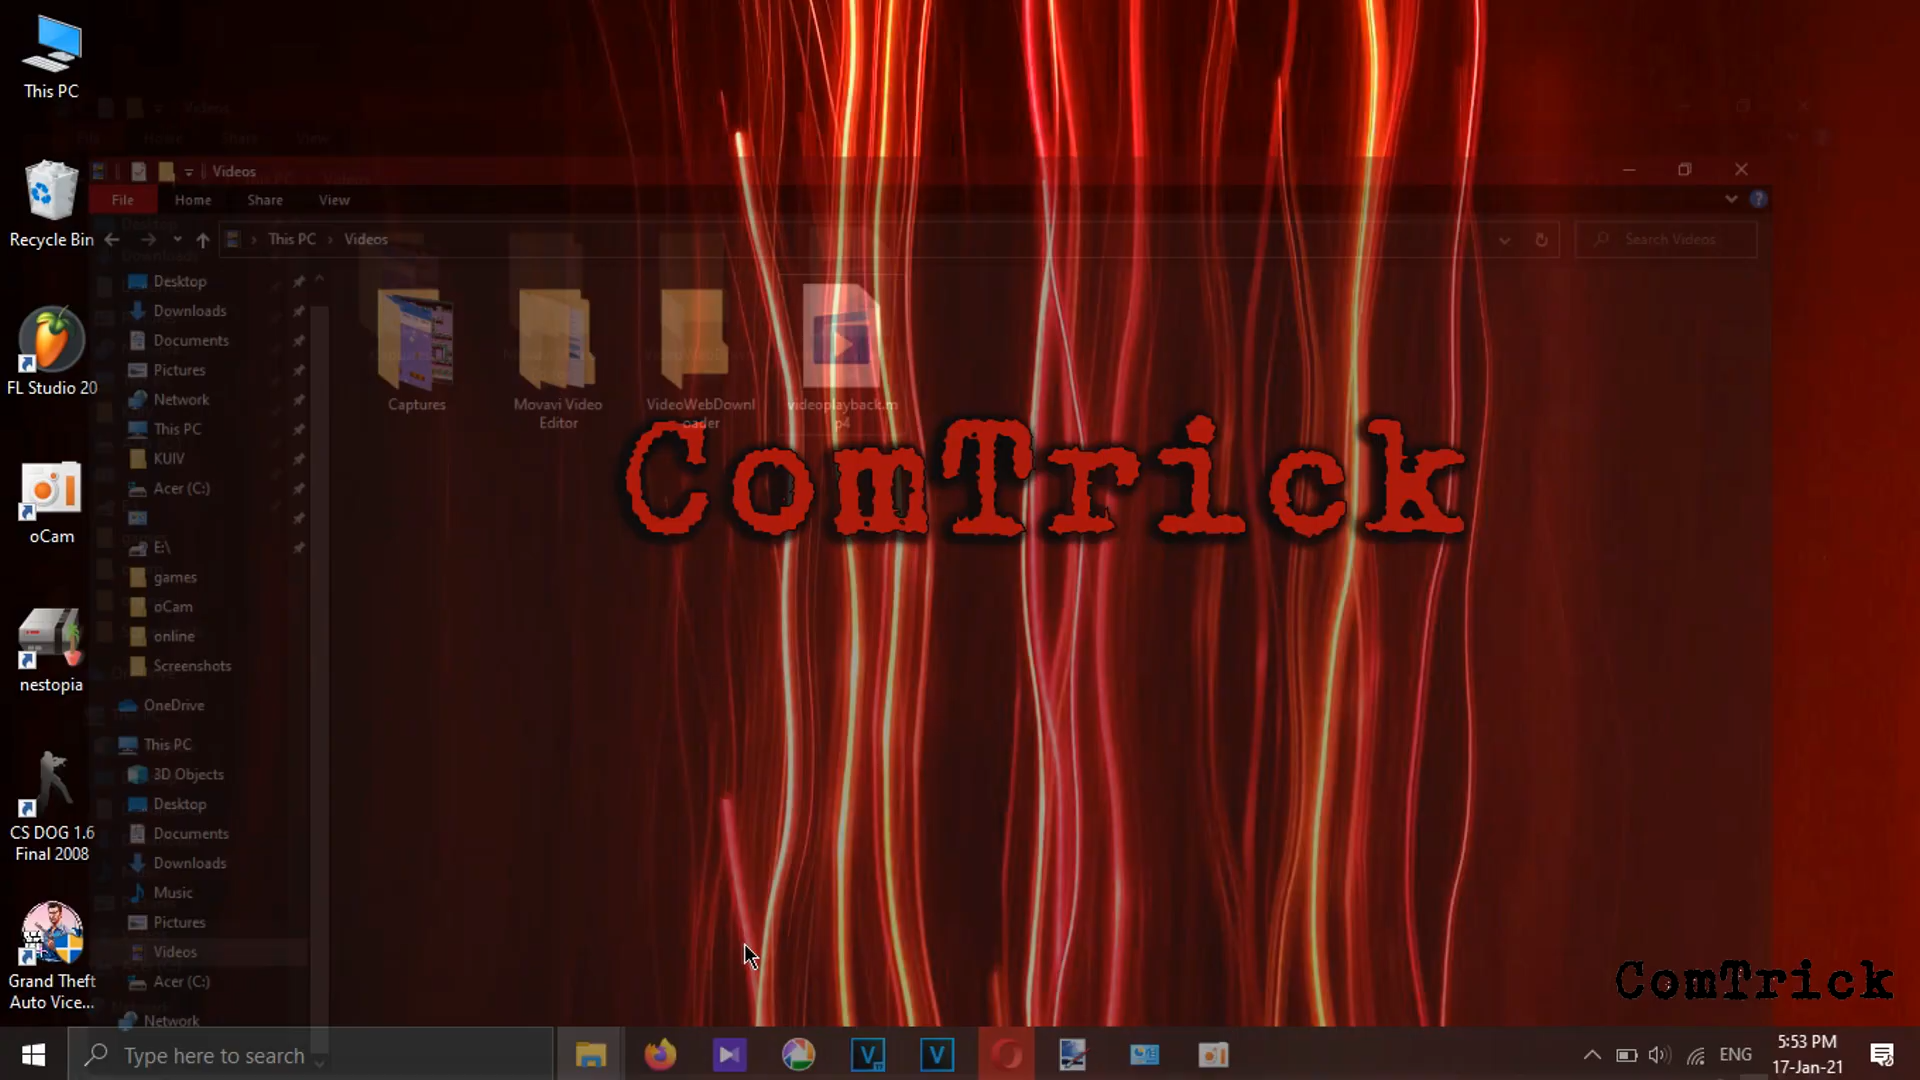 This PC
Recycle Bin
FL Studio 20
oCam
nestopia
CS DOG 1.6
Final 2008
Grand Theft
Auto Vice...
Videos
File
Home
Share
View
This PC
Videos
Search Videos
Desktop
Downloads
Documents
Pictures
Network
This PC
KUIV
Acer (C:)
E:\
games
oCam
online
Screenshots
OneDrive
This PC
3D Objects
Desktop
Documents
Downloads
Music
Pictures
Videos
Acer (C:)
Network
Captures
Movavi Video
Editor
VideoWebDownl
oader
videoplayback.m
p4
ComTrick
ComTrick
Type here to search
ENG
5:53 PM
17-Jan-21